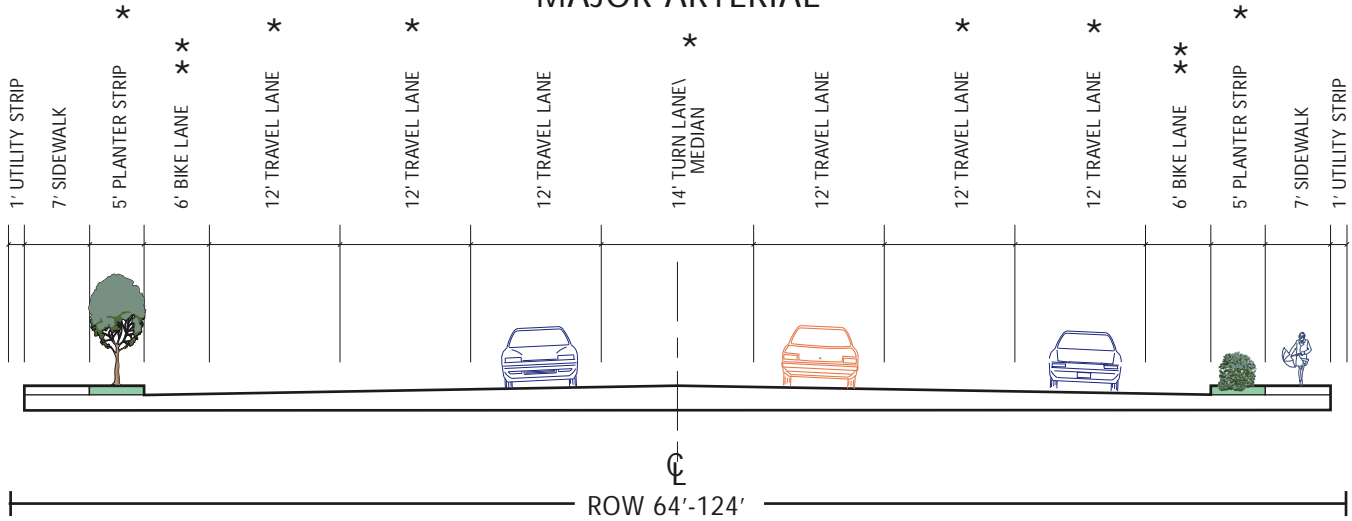 MAJOR ARTERIAL
1' UTILITY STRIP
7' SIDEWALK
5' PLANTER STRIP *
6' BIKE LANE **
12' TRAVEL LANE *
12' TRAVEL LANE *
12' TRAVEL LANE
14' TURN LANE\
MEDIAN *
12' TRAVEL LANE
12' TRAVEL LANE *
12' TRAVEL LANE *
6' BIKE LANE **
5' PLANTER STRIP *
7' SIDEWALK
1' UTILITY STRIP
℄
ROW 64'-124'